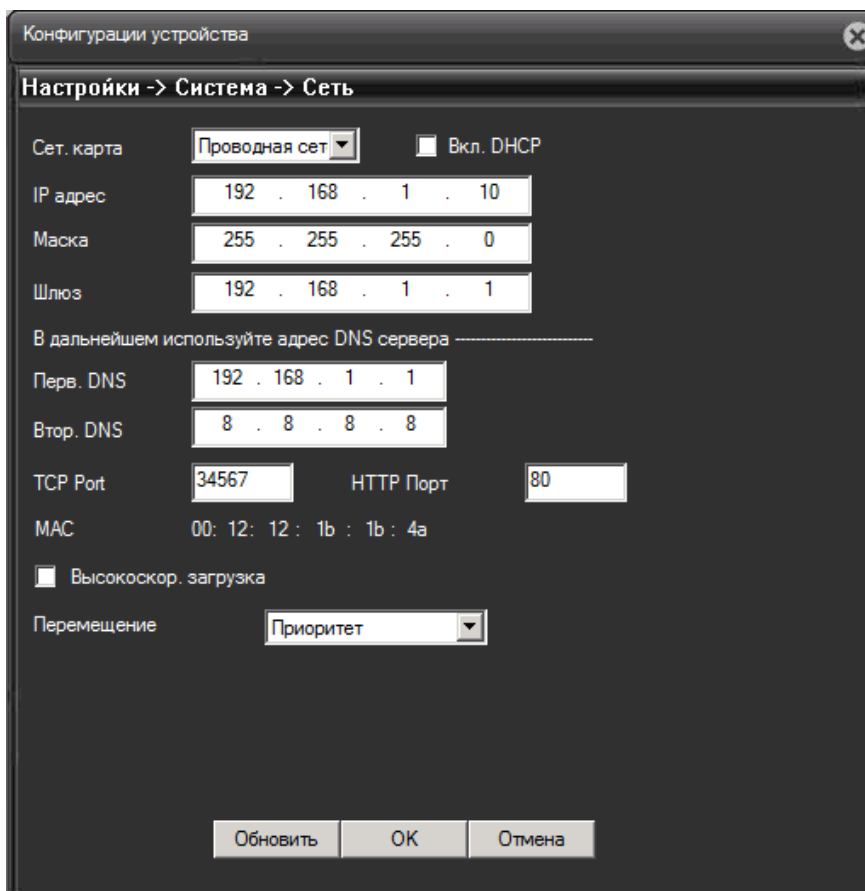 Конфигурации устройства
Настройки -> Система -> Сеть
Сет. карта Проводная сет Вкл. DHCP
IP адрес 192 . 168 . 1 . 10
Маска 255 . 255 . 255 . 0
Шлюз 192 . 168 . 1 . 1
В дальнейшем используйте адрес DNS сервера ----------------------------
Перв. DNS 192 . 168 . 1 . 1
Втор. DNS 8 . 8 . 8 . 8
TCP Port 34567 HTTP Порт 80
MAC 00: 12: 12 : 1b : 1b : 4a
Высокоскор. загрузка
Перемещение Приоритет
Обновить OK Отмена